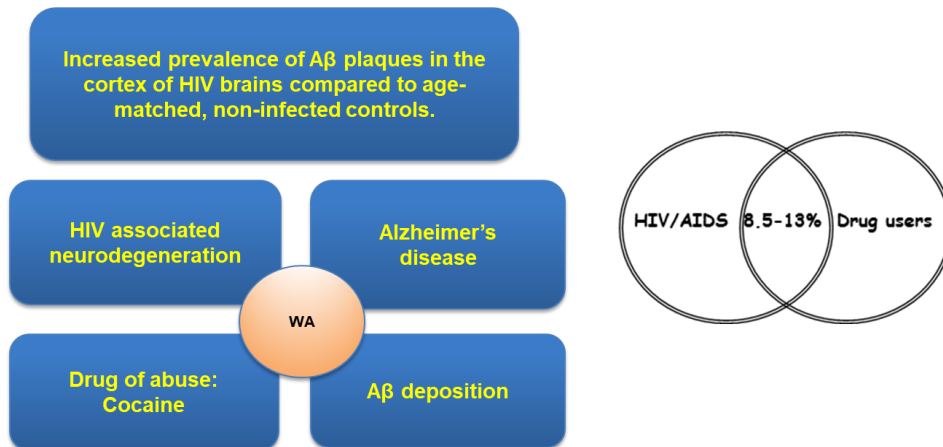 Increased prevalence of Aβ plaques in the
cortex of HIV brains compared to age-
matched, non-infected controls.
HIV associated
neurodegeneration
Alzheimer's
disease
WA
Drug of abuse:
Cocaine
Aβ deposition
HIV/AIDS
8.5-13%
Drug users